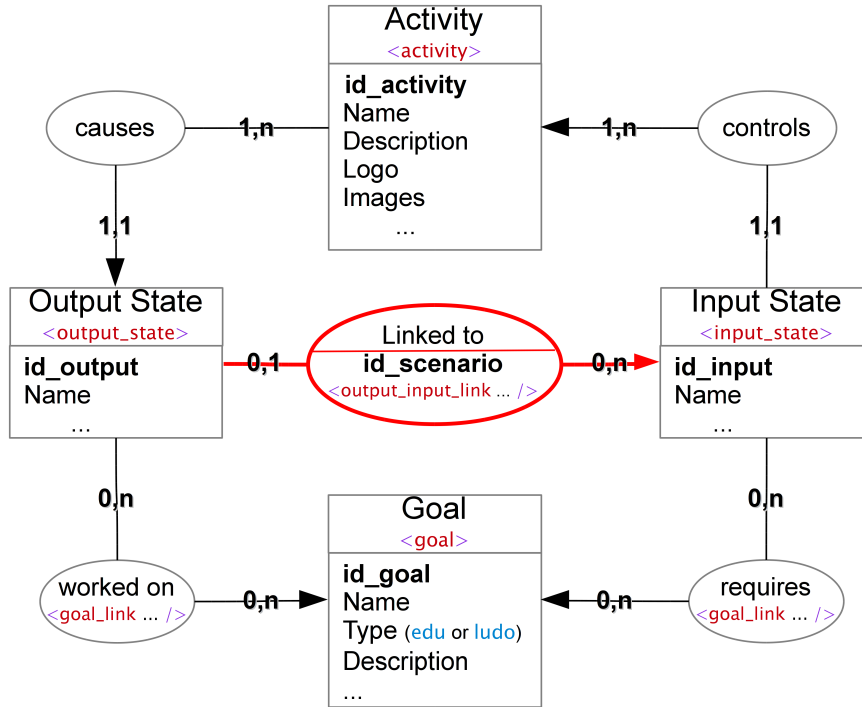 Activity
<activity>
id_activity
Name
Description
Logo
Images
...
causes
1,n
1,n
controls
1,1
1,1
Output State
<output_state>
id_output
Name
...
0,1
Linked to
id_scenario
<output_input_link ... />
0,n
Input State
<input_state>
id_input
Name
...
0,n
0,n
Goal
<goal>
id_goal
Name
Type (edu or ludo)
Description
...
worked on
<goal_link ... />
0,n
0,n
requires
<goal_link ... />